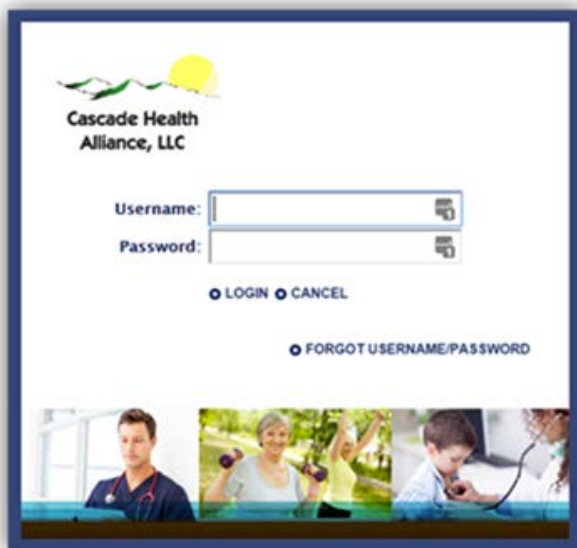 Cascade Health
Alliance, LLC
Username:
Password:
LOGIN CANCEL
FORGOT USERNAME/PASSWORD